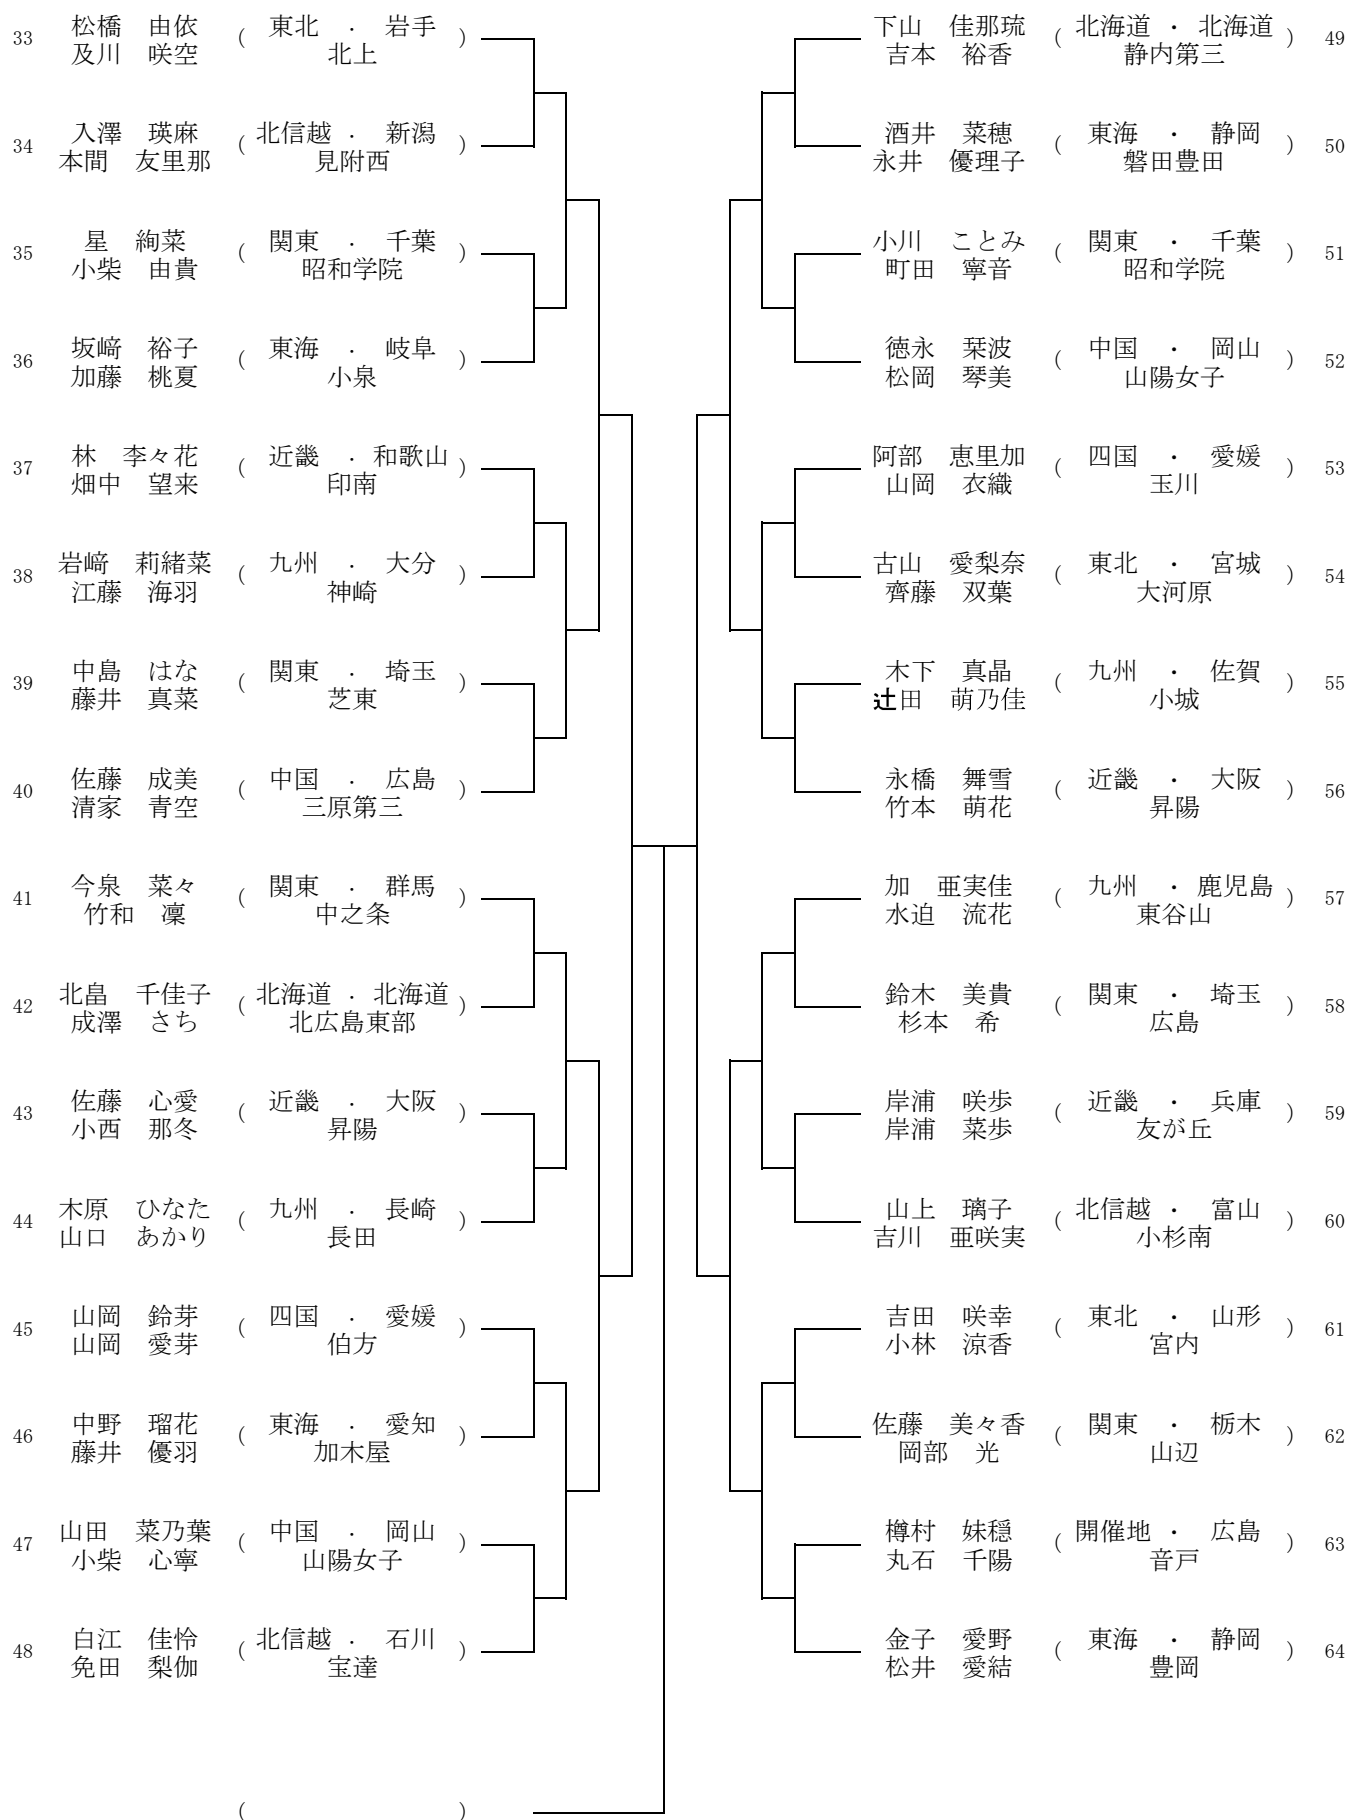 33 松橋 由依 ( 東北 ・ 岩手 )
及川 咲空 北上
34 入澤 瑛麻 ( 北信越 ・ 新潟 )
本間 友里那 見附西
35 星 絢菜 ( 関東 ・ 千葉 )
小柴 由貴 昭和学院
36 坂﨑 裕子 ( 東海 ・ 岐阜 )
加藤 桃夏 小泉
37 林 李々花 ( 近畿 ・ 和歌山 )
畑中 望来 印南
38 岩﨑 莉緒菜 ( 九州 ・ 大分 )
江藤 海羽 神崎
39 中島 はな ( 関東 ・ 埼玉 )
藤井 真菜 芝東
40 佐藤 成美 ( 中国 ・ 広島 )
清家 青空 三原第三
41 今泉 菜々 ( 関東 ・ 群馬 )
竹和 凜 中之条
42 北畠 千佳子 ( 北海道 ・ 北海道 )
成澤 さち 北広島東部
43 佐藤 心愛 ( 近畿 ・ 大阪 )
小西 那冬 昇陽
44 木原 ひなた ( 九州 ・ 長崎 )
山口 あかり 長田
45 山岡 鈴芽 ( 四国 ・ 愛媛 )
山岡 愛芽 伯方
46 中野 瑠花 ( 東海 ・ 愛知 )
藤井 優羽 加木屋
47 山田 菜乃葉 ( 中国 ・ 岡山 )
小柴 心寧 山陽女子
48 白江 佳怜 ( 北信越 ・ 石川 )
免田 梨伽 宝達
( )
下山 佳那琉 ( 北海道 ・ 北海道 ) 49
吉本 裕香 静内第三
酒井 菜穂 ( 東海 ・ 静岡 ) 50
永井 優理子 磐田豊田
小川 ことみ ( 関東 ・ 千葉 ) 51
町田 寧音 昭和学院
徳永 栞波 ( 中国 ・ 岡山 ) 52
松岡 琴美 山陽女子
阿部 恵里加 ( 四国 ・ 愛媛 ) 53
山岡 衣織 玉川
古山 愛梨奈 ( 東北 ・ 宮城 ) 54
齊藤 双葉 大河原
木下 真晶 ( 九州 ・ 佐賀 ) 55
辻田 萌乃佳 小城
永橋 舞雪 ( 近畿 ・ 大阪 ) 56
竹本 萌花 昇陽
加 亜実佳 ( 九州 ・ 鹿児島 ) 57
水迫 流花 東谷山
鈴木 美貴 ( 関東 ・ 埼玉 ) 58
杉本 希 広島
岸浦 咲歩 ( 近畿 ・ 兵庫 ) 59
岸浦 菜歩 友が丘
山上 璃子 ( 北信越 ・ 富山 ) 60
吉川 亜咲実 小杉南
吉田 咲幸 ( 東北 ・ 山形 ) 61
小林 涼香 宮内
佐藤 美々香 ( 関東 ・ 栃木 ) 62
岡部 光 山辺
樽村 妹穏 ( 開催地 ・ 広島 ) 63
丸石 千陽 音戸
金子 愛野 ( 東海 ・ 静岡 ) 64
松井 愛結 豊岡